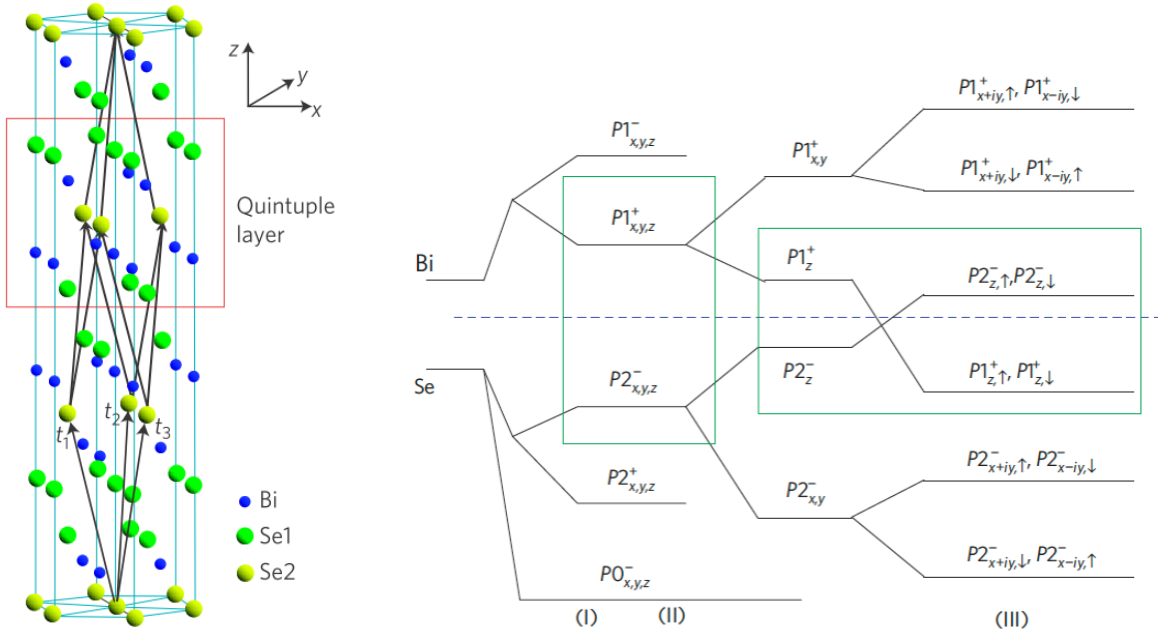 z
y
x
Quintuple
layer
t₁
t₂
t₃
Bi
Se1
Se2
Bi
Se
P1⁻x,y,z
P1⁺x,y,z
P2⁻x,y,z
P2⁺x,y,z
P0⁻x,y,z
(I)
(II)
P1⁺x,y
P1⁺z
P2⁻z
P2⁻x,y
P1⁺x+iy,↑, P1⁺x−iy,↓
P1⁺x+iy,↓, P1⁺x−iy,↑
P2⁻z,↑,P2⁻z,↓
P1⁺z,↑, P1⁺z,↓
P2⁻x+iy,↑, P2⁻x−iy,↓
P2⁻x+iy,↓, P2⁻x−iy,↑
(III)